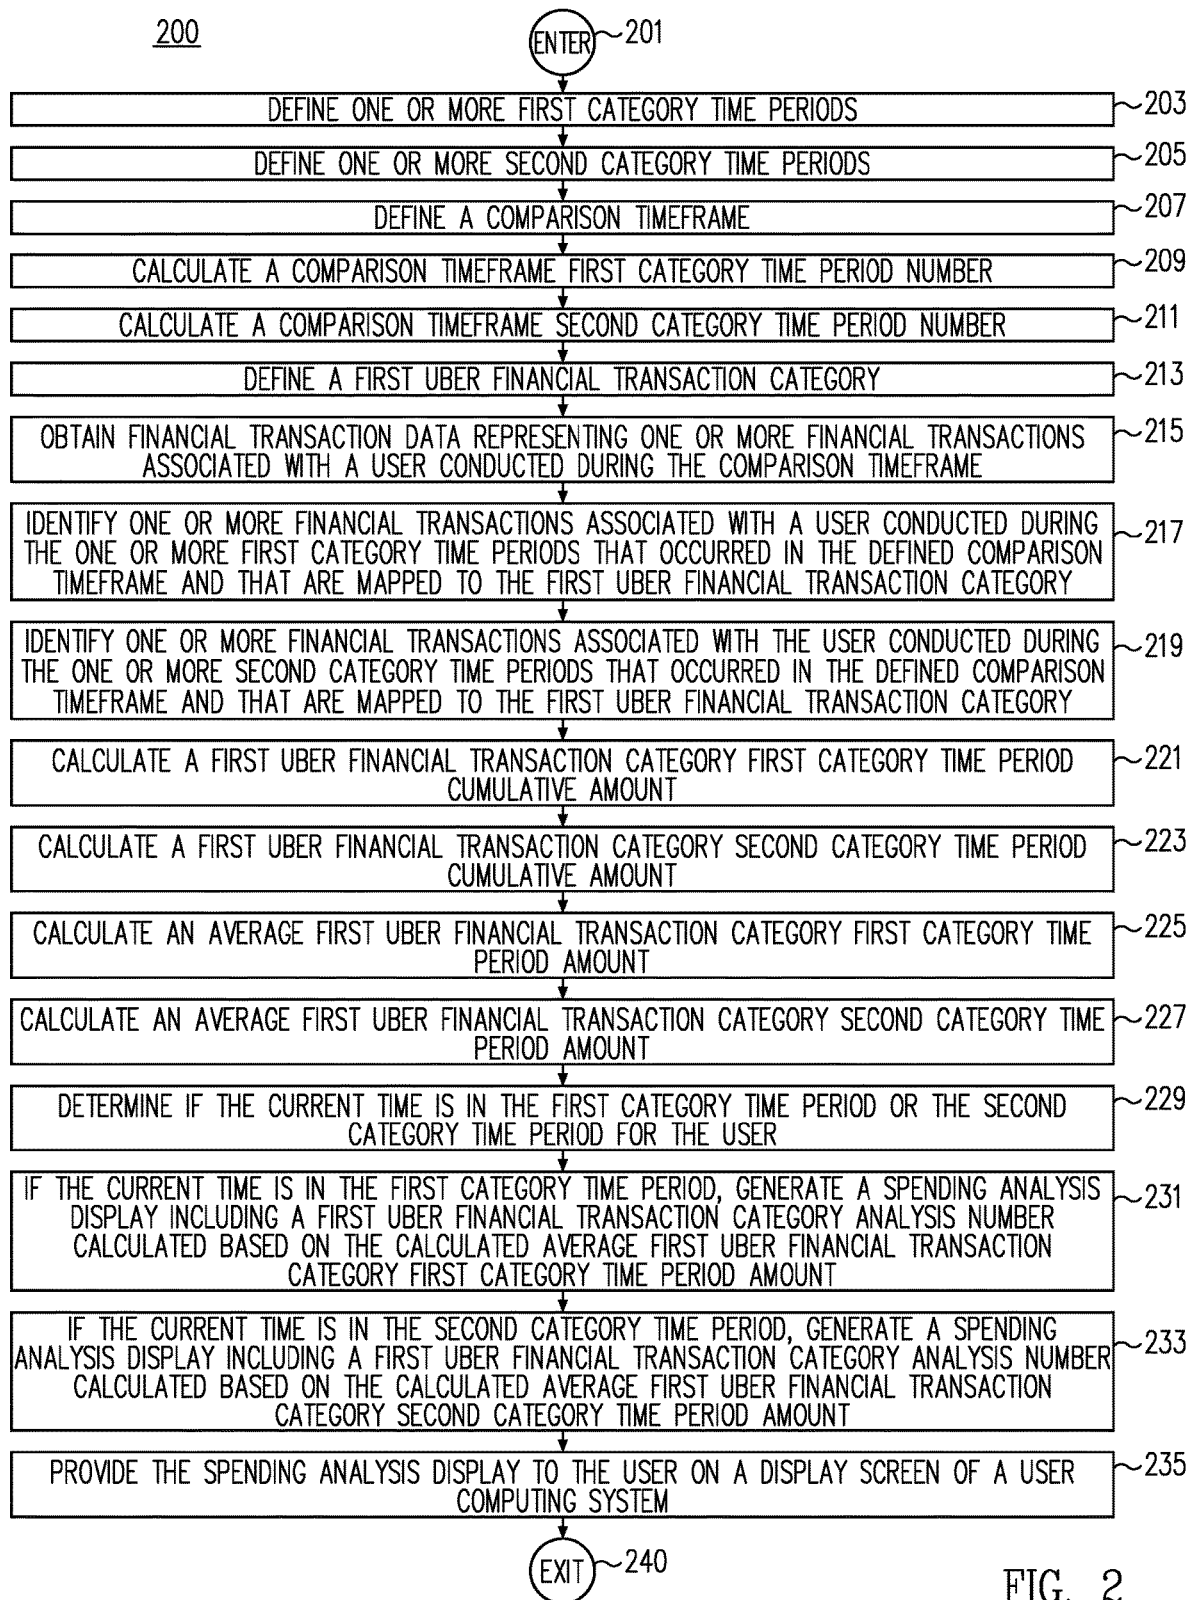 200
ENTER 201
DEFINE ONE OR MORE FIRST CATEGORY TIME PERIODS 203
DEFINE ONE OR MORE SECOND CATEGORY TIME PERIODS 205
DEFINE A COMPARISON TIMEFRAME 207
CALCULATE A COMPARISON TIMEFRAME FIRST CATEGORY TIME PERIOD NUMBER 209
CALCULATE A COMPARISON TIMEFRAME SECOND CATEGORY TIME PERIOD NUMBER 211
DEFINE A FIRST UBER FINANCIAL TRANSACTION CATEGORY 213
OBTAIN FINANCIAL TRANSACTION DATA REPRESENTING ONE OR MORE FINANCIAL TRANSACTIONS 215
ASSOCIATED WITH A USER CONDUCTED DURING THE COMPARISON TIMEFRAME
IDENTIFY ONE OR MORE FINANCIAL TRANSACTIONS ASSOCIATED WITH A USER CONDUCTED DURING 217
THE ONE OR MORE FIRST CATEGORY TIME PERIODS THAT OCCURRED IN THE DEFINED COMPARISON
TIMEFRAME AND THAT ARE MAPPED TO THE FIRST UBER FINANCIAL TRANSACTION CATEGORY
IDENTIFY ONE OR MORE FINANCIAL TRANSACTIONS ASSOCIATED WITH THE USER CONDUCTED DURING 219
THE ONE OR MORE SECOND CATEGORY TIME PERIODS THAT OCCURRED IN THE DEFINED COMPARISON
TIMEFRAME AND THAT ARE MAPPED TO THE FIRST UBER FINANCIAL TRANSACTION CATEGORY
CALCULATE A FIRST UBER FINANCIAL TRANSACTION CATEGORY FIRST CATEGORY TIME PERIOD 221
CUMULATIVE AMOUNT
CALCULATE A FIRST UBER FINANCIAL TRANSACTION CATEGORY SECOND CATEGORY TIME PERIOD 223
CUMULATIVE AMOUNT
CALCULATE AN AVERAGE FIRST UBER FINANCIAL TRANSACTION CATEGORY FIRST CATEGORY TIME 225
PERIOD AMOUNT
CALCULATE AN AVERAGE FIRST UBER FINANCIAL TRANSACTION CATEGORY SECOND CATEGORY TIME 227
PERIOD AMOUNT
DETERMINE IF THE CURRENT TIME IS IN THE FIRST CATEGORY TIME PERIOD OR THE SECOND 229
CATEGORY TIME PERIOD FOR THE USER
IF THE CURRENT TIME IS IN THE FIRST CATEGORY TIME PERIOD, GENERATE A SPENDING ANALYSIS 231
DISPLAY INCLUDING A FIRST UBER FINANCIAL TRANSACTION CATEGORY ANALYSIS NUMBER
CALCULATED BASED ON THE CALCULATED AVERAGE FIRST UBER FINANCIAL TRANSACTION
CATEGORY FIRST CATEGORY TIME PERIOD AMOUNT
IF THE CURRENT TIME IS IN THE SECOND CATEGORY TIME PERIOD, GENERATE A SPENDING 233
ANALYSIS DISPLAY INCLUDING A FIRST UBER FINANCIAL TRANSACTION CATEGORY ANALYSIS NUMBER
CALCULATED BASED ON THE CALCULATED AVERAGE FIRST UBER FINANCIAL TRANSACTION
CATEGORY SECOND CATEGORY TIME PERIOD AMOUNT
PROVIDE THE SPENDING ANALYSIS DISPLAY TO THE USER ON A DISPLAY SCREEN OF A USER 235
COMPUTING SYSTEM
EXIT 240
FIG. 2